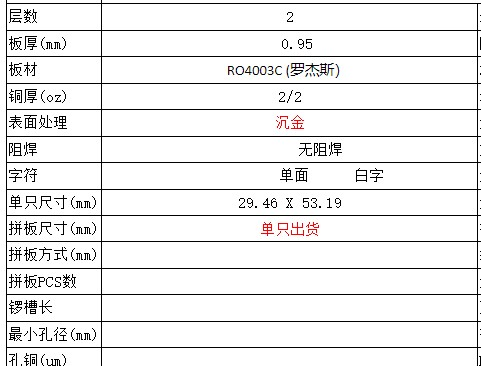 层数 2
板厚(mm) 0.95
板材 RO4003C (罗杰斯)
铜厚(oz) 2/2
表面处理 沉金
阻焊 无阻焊
字符 单面 白字
单只尺寸(mm) 29.46 X 53.19
拼板尺寸(mm) 单只出货
拼板方式(mm)
拼板PCS数
锣槽长
最小孔径(mm)
孔铜(um)